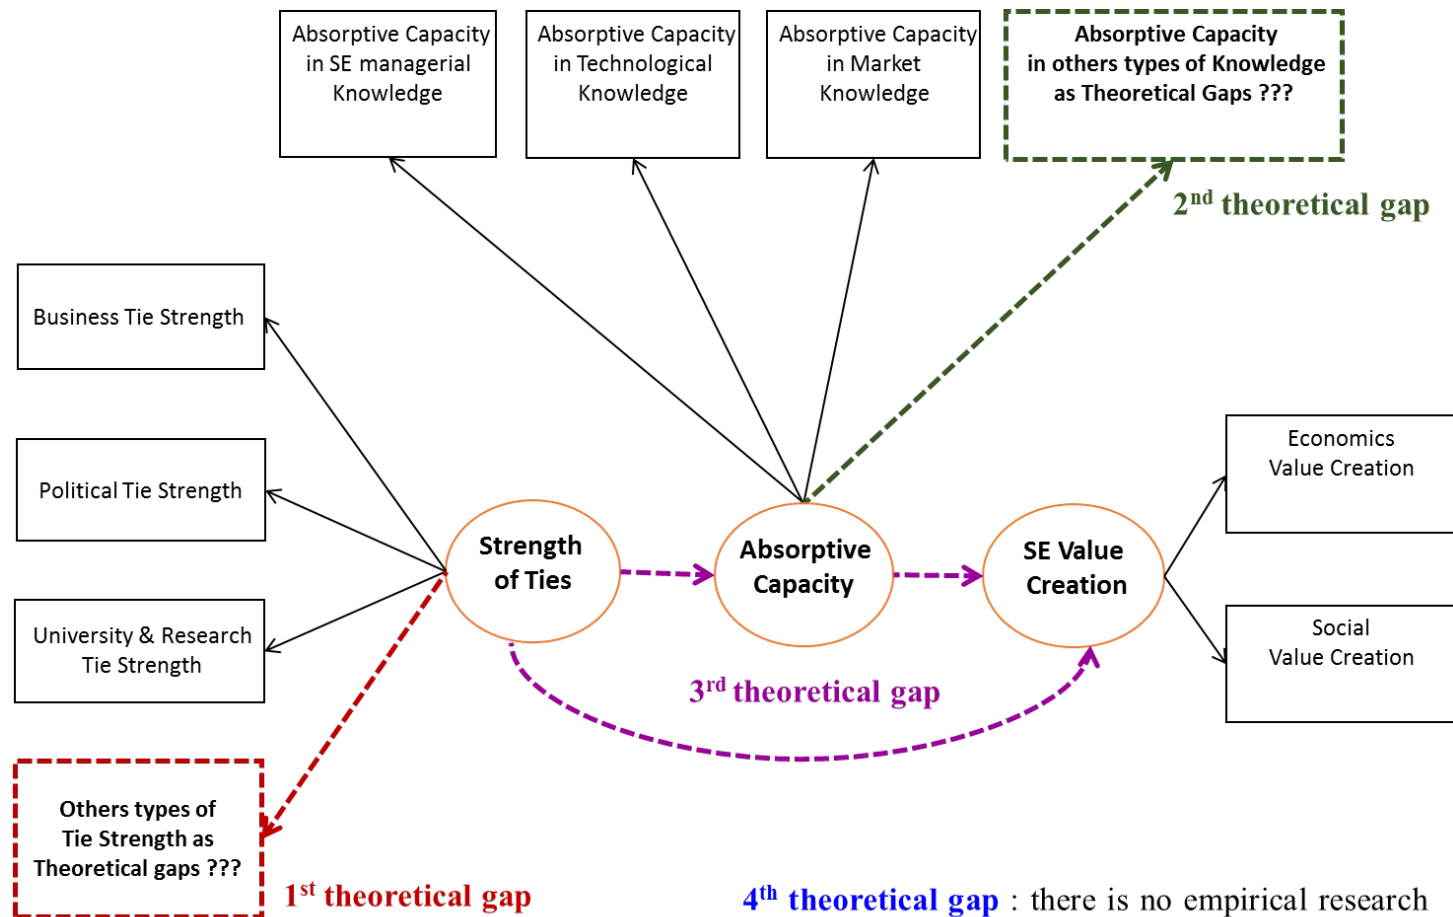 Absorptive Capacity
in SE managerial
Knowledge
Absorptive Capacity
in Technological
Knowledge
Absorptive Capacity
in Market
Knowledge
Absorptive Capacity
in others types of Knowledge
as Theoretical Gaps ???
2nd theoretical gap
Business Tie Strength
Political Tie Strength
University & Research
Tie Strength
Strength
of Ties
Absorptive
Capacity
SE Value
Creation
Economics
Value Creation
Social
Value Creation
3rd theoretical gap
Others types of
Tie Strength as
Theoretical gaps ???
1st theoretical gap
4th theoretical gap : there is no empirical research